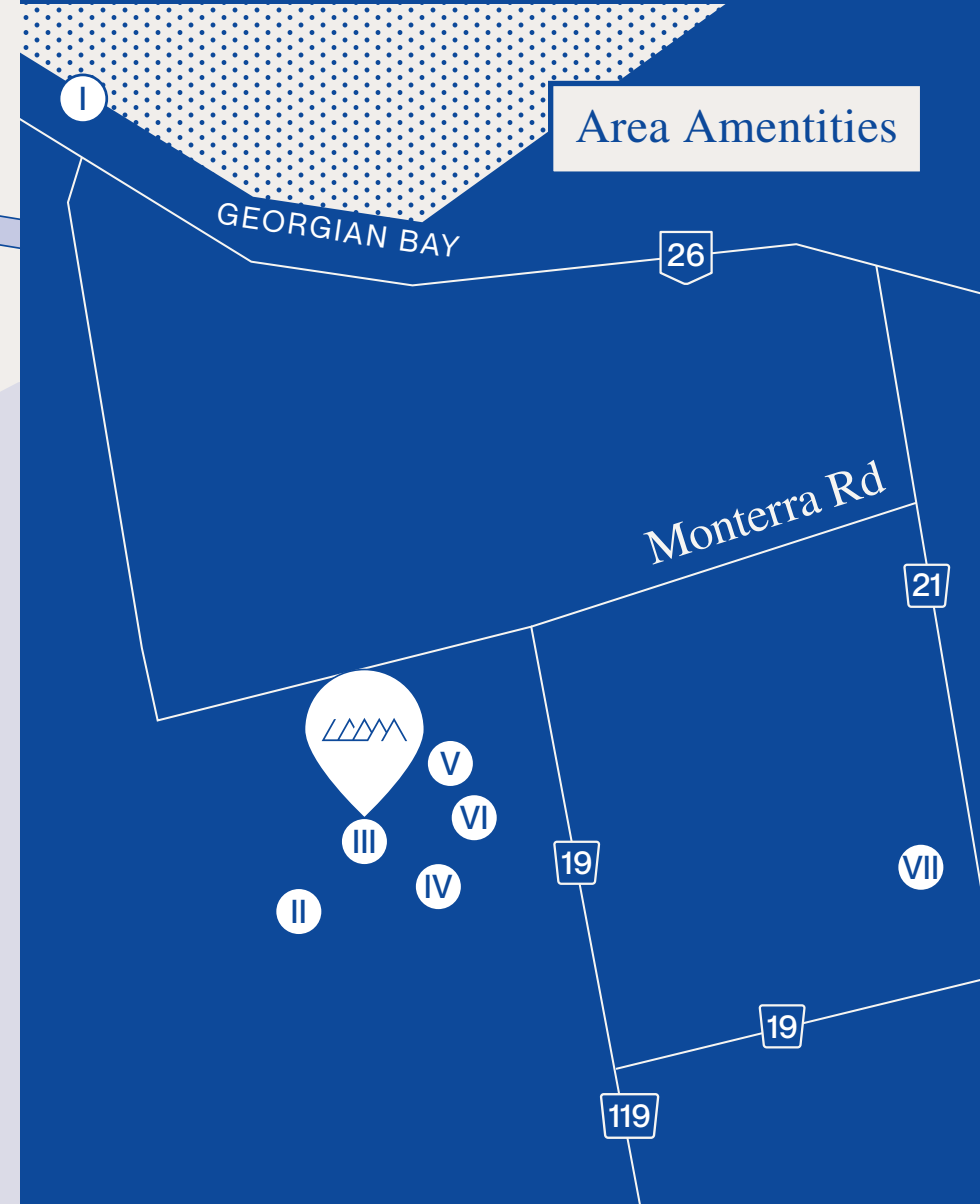 I
Area Amentities
GEORGIAN BAY
26
Monterra Rd
21
V
VI
III
19
IV
VII
II
19
119